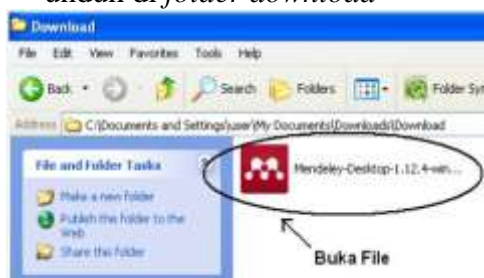 unduh di folder download
Download
File Edit View Favorites Tools Help
Back Search Folders Folder Syn
Address C:\Documents and Settings\user\My Documents\Downloads\Download
File and Folder Tasks
Make a new folder
Publish this folder to the Web
Share this folder
Mendeley-Desktop-1.12.4-win...
Buka File